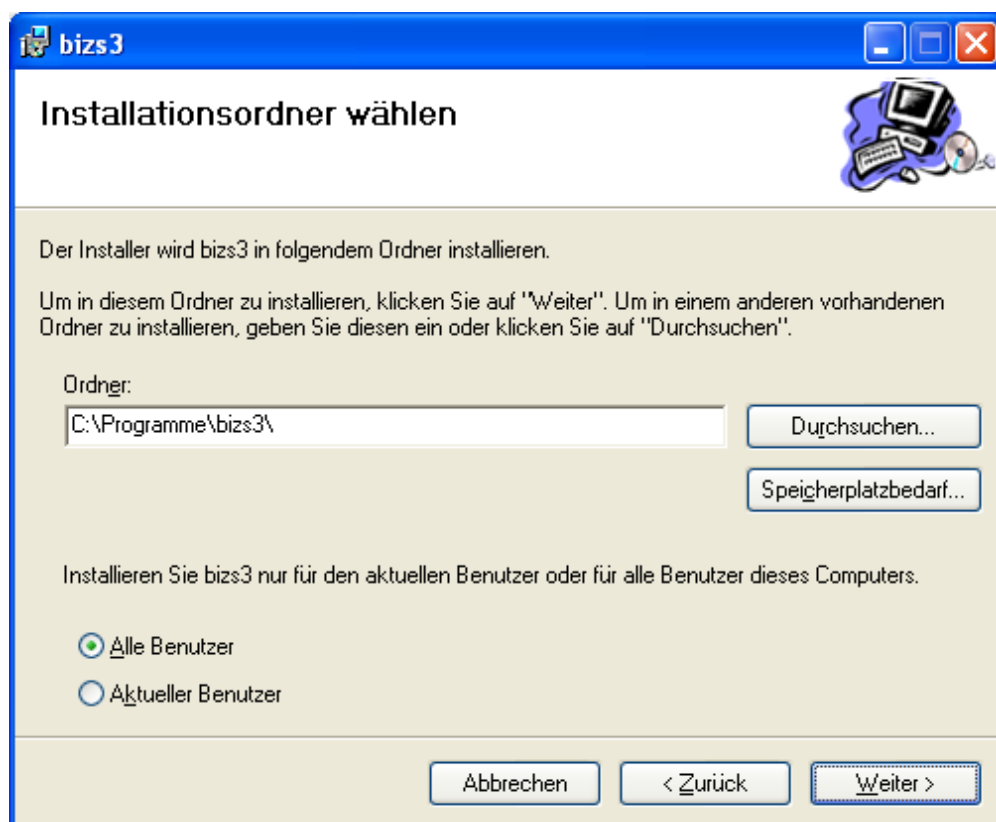 bizs3
Installationsordner wählen
Der Installer wird bizs3 in folgendem Ordner installieren.
Um in diesem Ordner zu installieren, klicken Sie auf "Weiter". Um in einem anderen vorhandenen
Ordner zu installieren, geben Sie diesen ein oder klicken Sie auf "Durchsuchen".
Ordner:
C:\Programme\bizs3\
Durchsuchen...
Speicherplatzbedarf...
Installieren Sie bizs3 nur für den aktuellen Benutzer oder für alle Benutzer dieses Computers.
Alle Benutzer
Aktueller Benutzer
Abbrechen
< Zurück
Weiter >